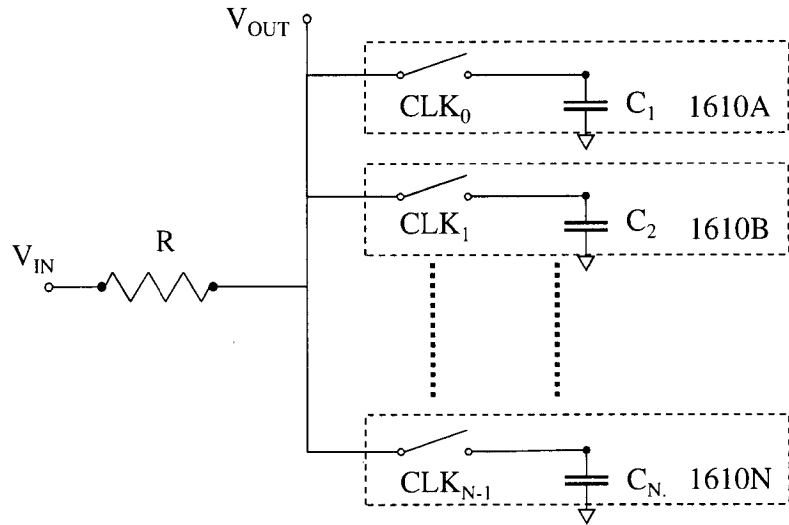 V_OUT
CLK_0 C_1 1610A
CLK_1 C_2 1610B
V_IN R
CLK_N-1 C_N. 1610N